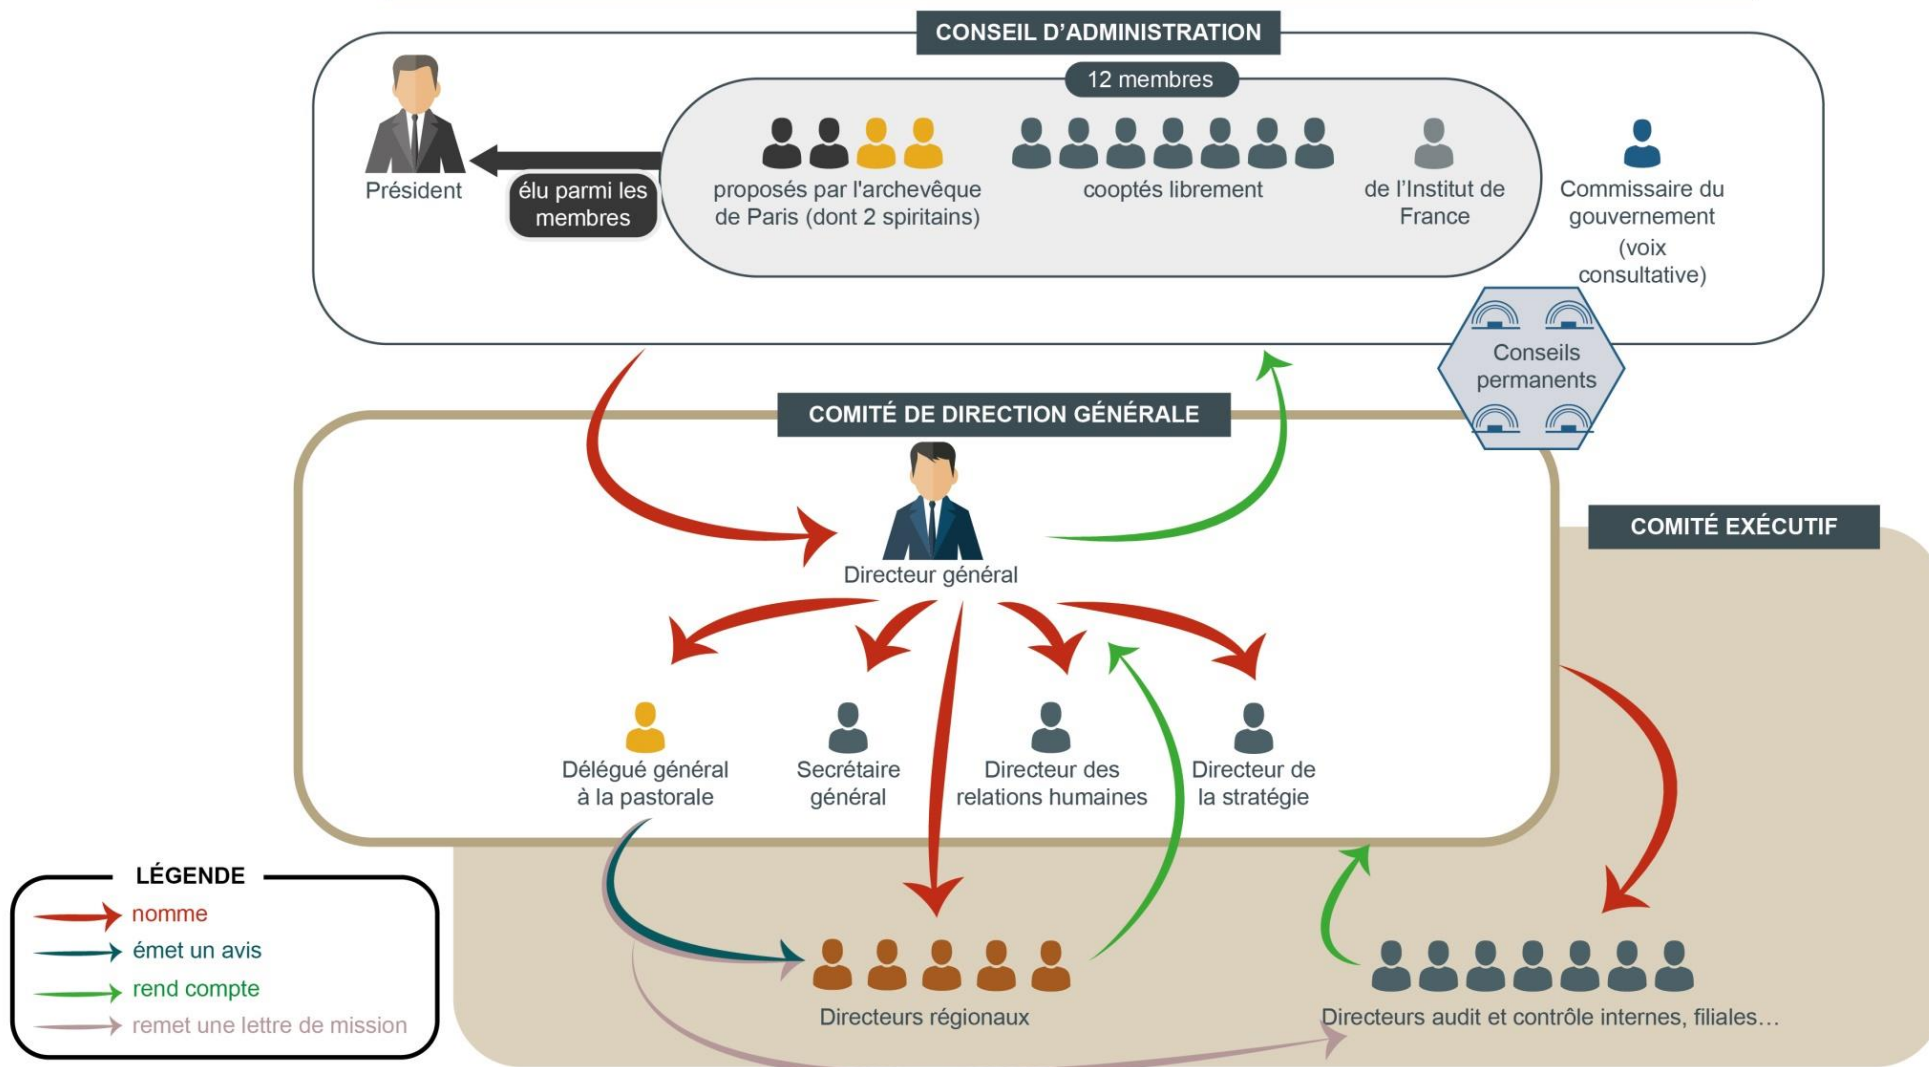 CONSEIL D'ADMINISTRATION
12 membres
Président
élu parmi les
membres
proposés par l'archevêque
de Paris (dont 2 spiritains)
cooptés librement
de l'Institut de
France
Commissaire du
gouvernement
(voix
consultative)
Conseils
permanents
COMITÉ DE DIRECTION GÉNÉRALE
Directeur général
COMITÉ EXÉCUTIF
Délégué général
à la pastorale
Secrétaire
général
Directeur des
relations humaines
Directeur de
la stratégie
LÉGENDE
nomme
émet un avis
rend compte
remet une lettre de mission
Directeurs régionaux
Directeurs audit et contrôle internes, filiales…